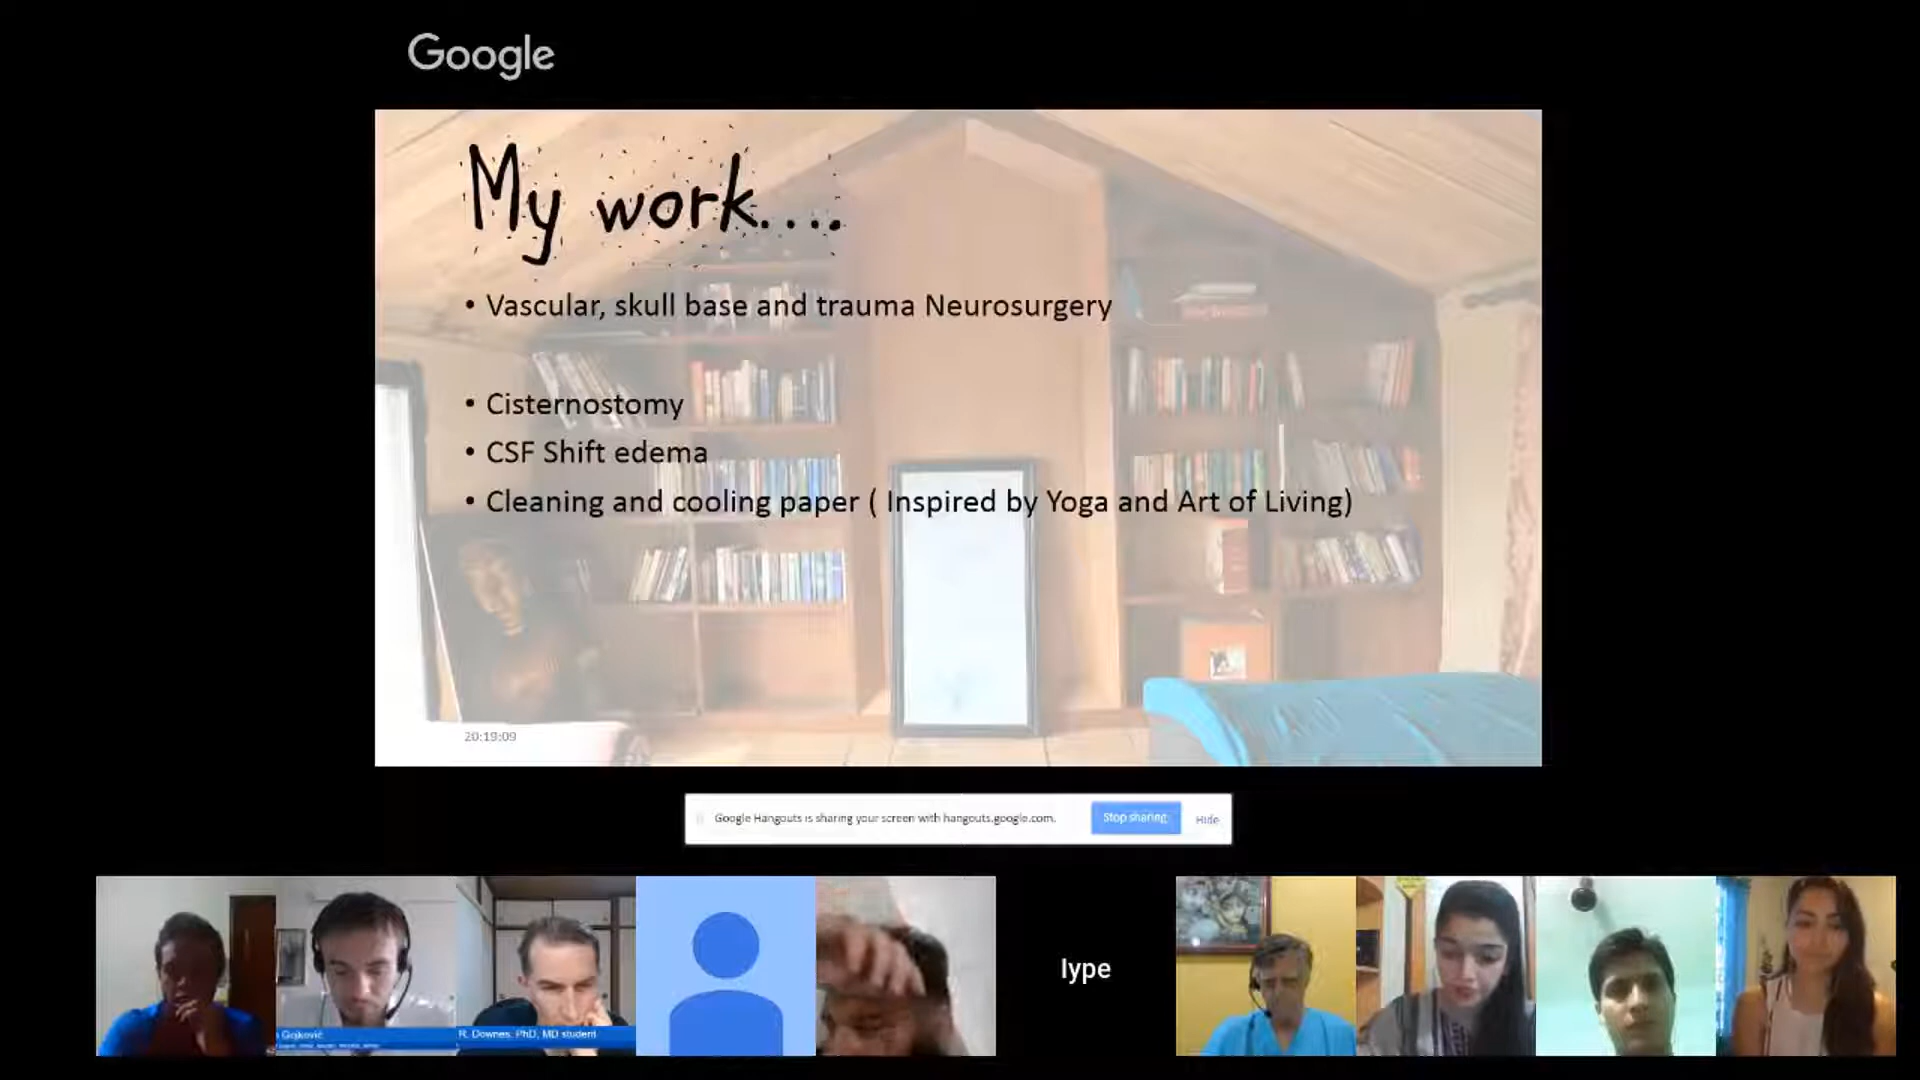 Google
My work....
• Vascular, skull base and trauma Neurosurgery
• Cisternostomy
• CSF Shift edema
• Cleaning and cooling paper ( Inspired by Yoga and Art of Living)
20:19:09
Google Hangouts is sharing your screen with hangouts.google.com.
Stop sharing
Hide
Gojković
R. Downes, PhD, MD student
Iype